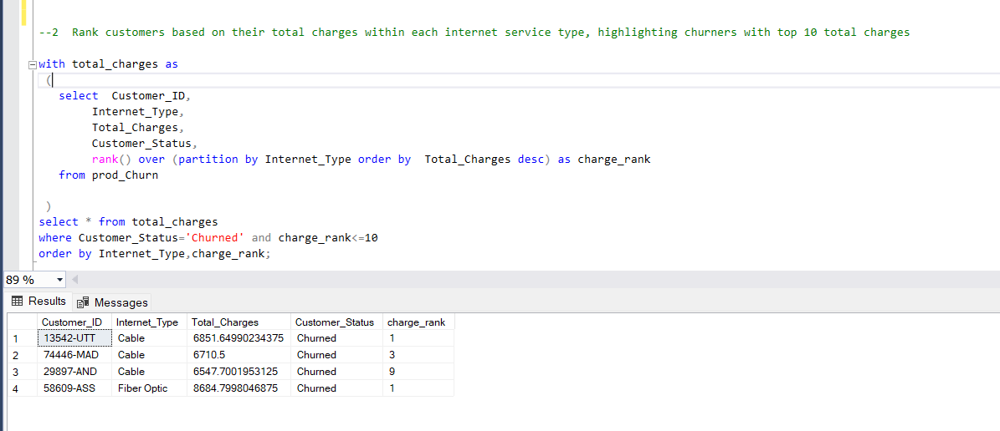 --2  Rank customers based on their total charges within each internet service type, highlighting churners with top 10 total charges
with total_charges as
(
select  Customer_ID,
Internet_Type,
Total_Charges,
Customer_Status,
rank() over (partition by Internet_Type order by  Total_Charges desc) as charge_rank
from prod_Churn
)
select * from total_charges
where Customer_Status='Churned' and charge_rank<=10
order by Internet_Type,charge_rank;
89 %
Results Messages
Customer_ID Internet_Type Total_Charges Customer_Status charge_rank
1 13542-UTT Cable 6851.64990234375 Churned 1
2 74446-MAD Cable 6710.5 Churned 3
3 29897-AND Cable 6547.7001953125 Churned 9
4 58609-ASS Fiber Optic 8684.7998046875 Churned 1